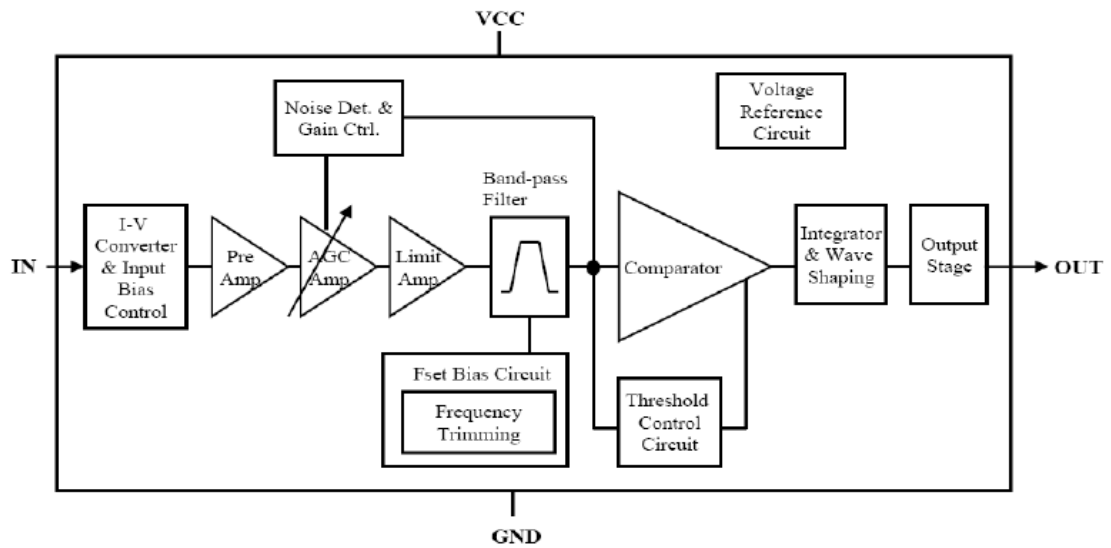 VCC
Noise Det. &
Gain Ctrl.
Voltage
Reference
Circuit
Band-pass
Filter
IN
I-V
Converter
& Input
Bias
Control
Pre
Amp
AGC
Amp
Limit
Amp
Comparator
Integrator
& Wave
Shaping
Output
Stage
OUT
Fset Bias Circuit
Frequency
Trimming
Threshold
Control
Circuit
GND